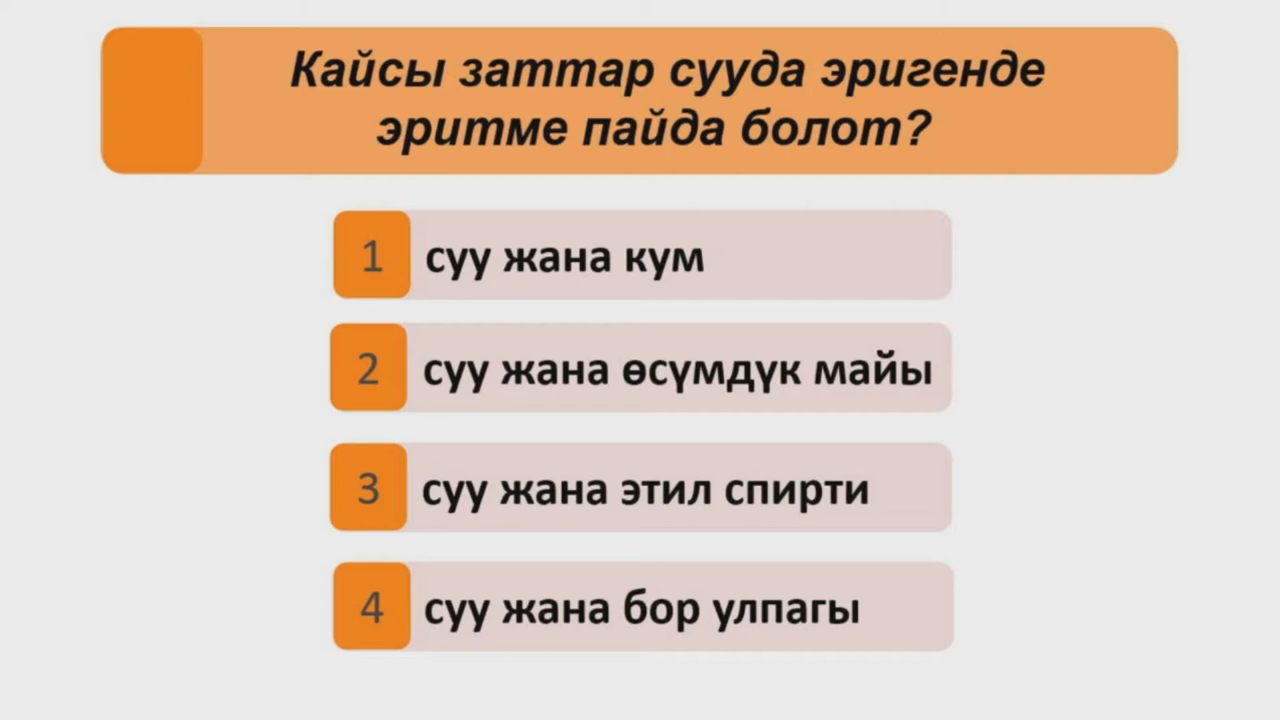 Кайсы заттар сууда эригенде
эритме пайда болот?
1 суу жана кум
2 суу жана өсүмдүк майы
3 суу жана этил спирти
4 суу жана бор улпагы